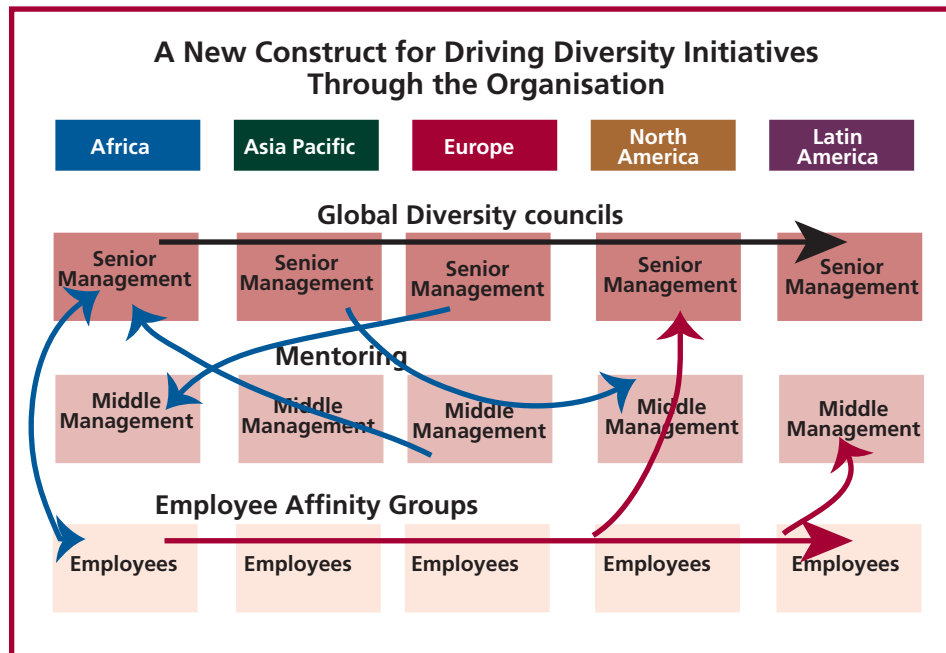 A New Construct for Driving Diversity Initiatives
Through the Organisation
Africa
Asia Pacific
Europe
North
America
Latin
America
Global Diversity councils
Senior
Management
Senior
Management
Senior
Management
Senior
Management
Senior
Management
Mentoring
Middle
Management
Middle
Management
Middle
Management
Middle
Management
Middle
Management
Employee Affinity Groups
Employees
Employees
Employees
Employees
Employees